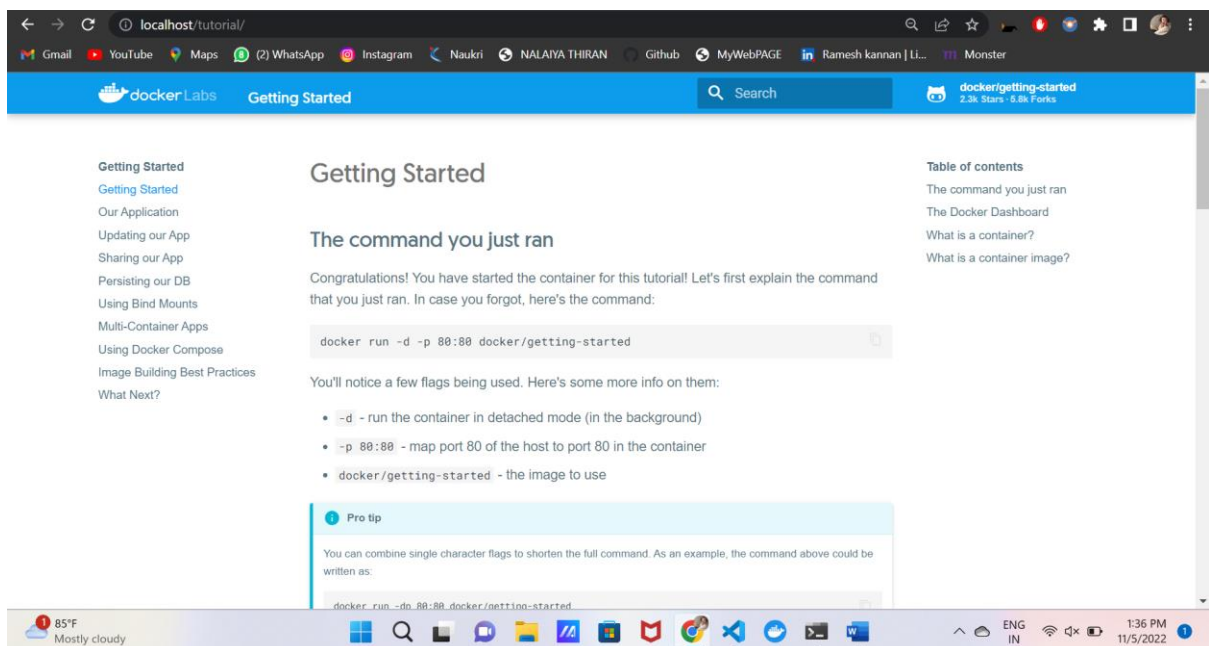 localhost/tutorial/
Gmail YouTube Maps (2) WhatsApp Instagram Naukri NALAIYA THIRAN Github MyWebPAGE Ramesh kannan | Li... Monster
dockerLabs Getting Started Search docker/getting-started
2.3k Stars · 5.8k Forks
Getting Started
Getting Started
Our Application
Updating our App
Sharing our App
Persisting our DB
Using Bind Mounts
Multi-Container Apps
Using Docker Compose
Image Building Best Practices
What Next?
Getting Started
The command you just ran
Congratulations! You have started the container for this tutorial! Let's first explain the command
that you just ran. In case you forgot, here's the command:
docker run -d -p 80:80 docker/getting-started
You'll notice a few flags being used. Here's some more info on them:
• -d - run the container in detached mode (in the background)
• -p 80:80 - map port 80 of the host to port 80 in the container
• docker/getting-started - the image to use
Pro tip
You can combine single character flags to shorten the full command. As an example, the command above could be
written as:
docker run -dp 80:80 docker/getting-started
Table of contents
The command you just ran
The Docker Dashboard
What is a container?
What is a container image?
85°F
Mostly cloudy
ENG
IN
1:36 PM
11/5/2022